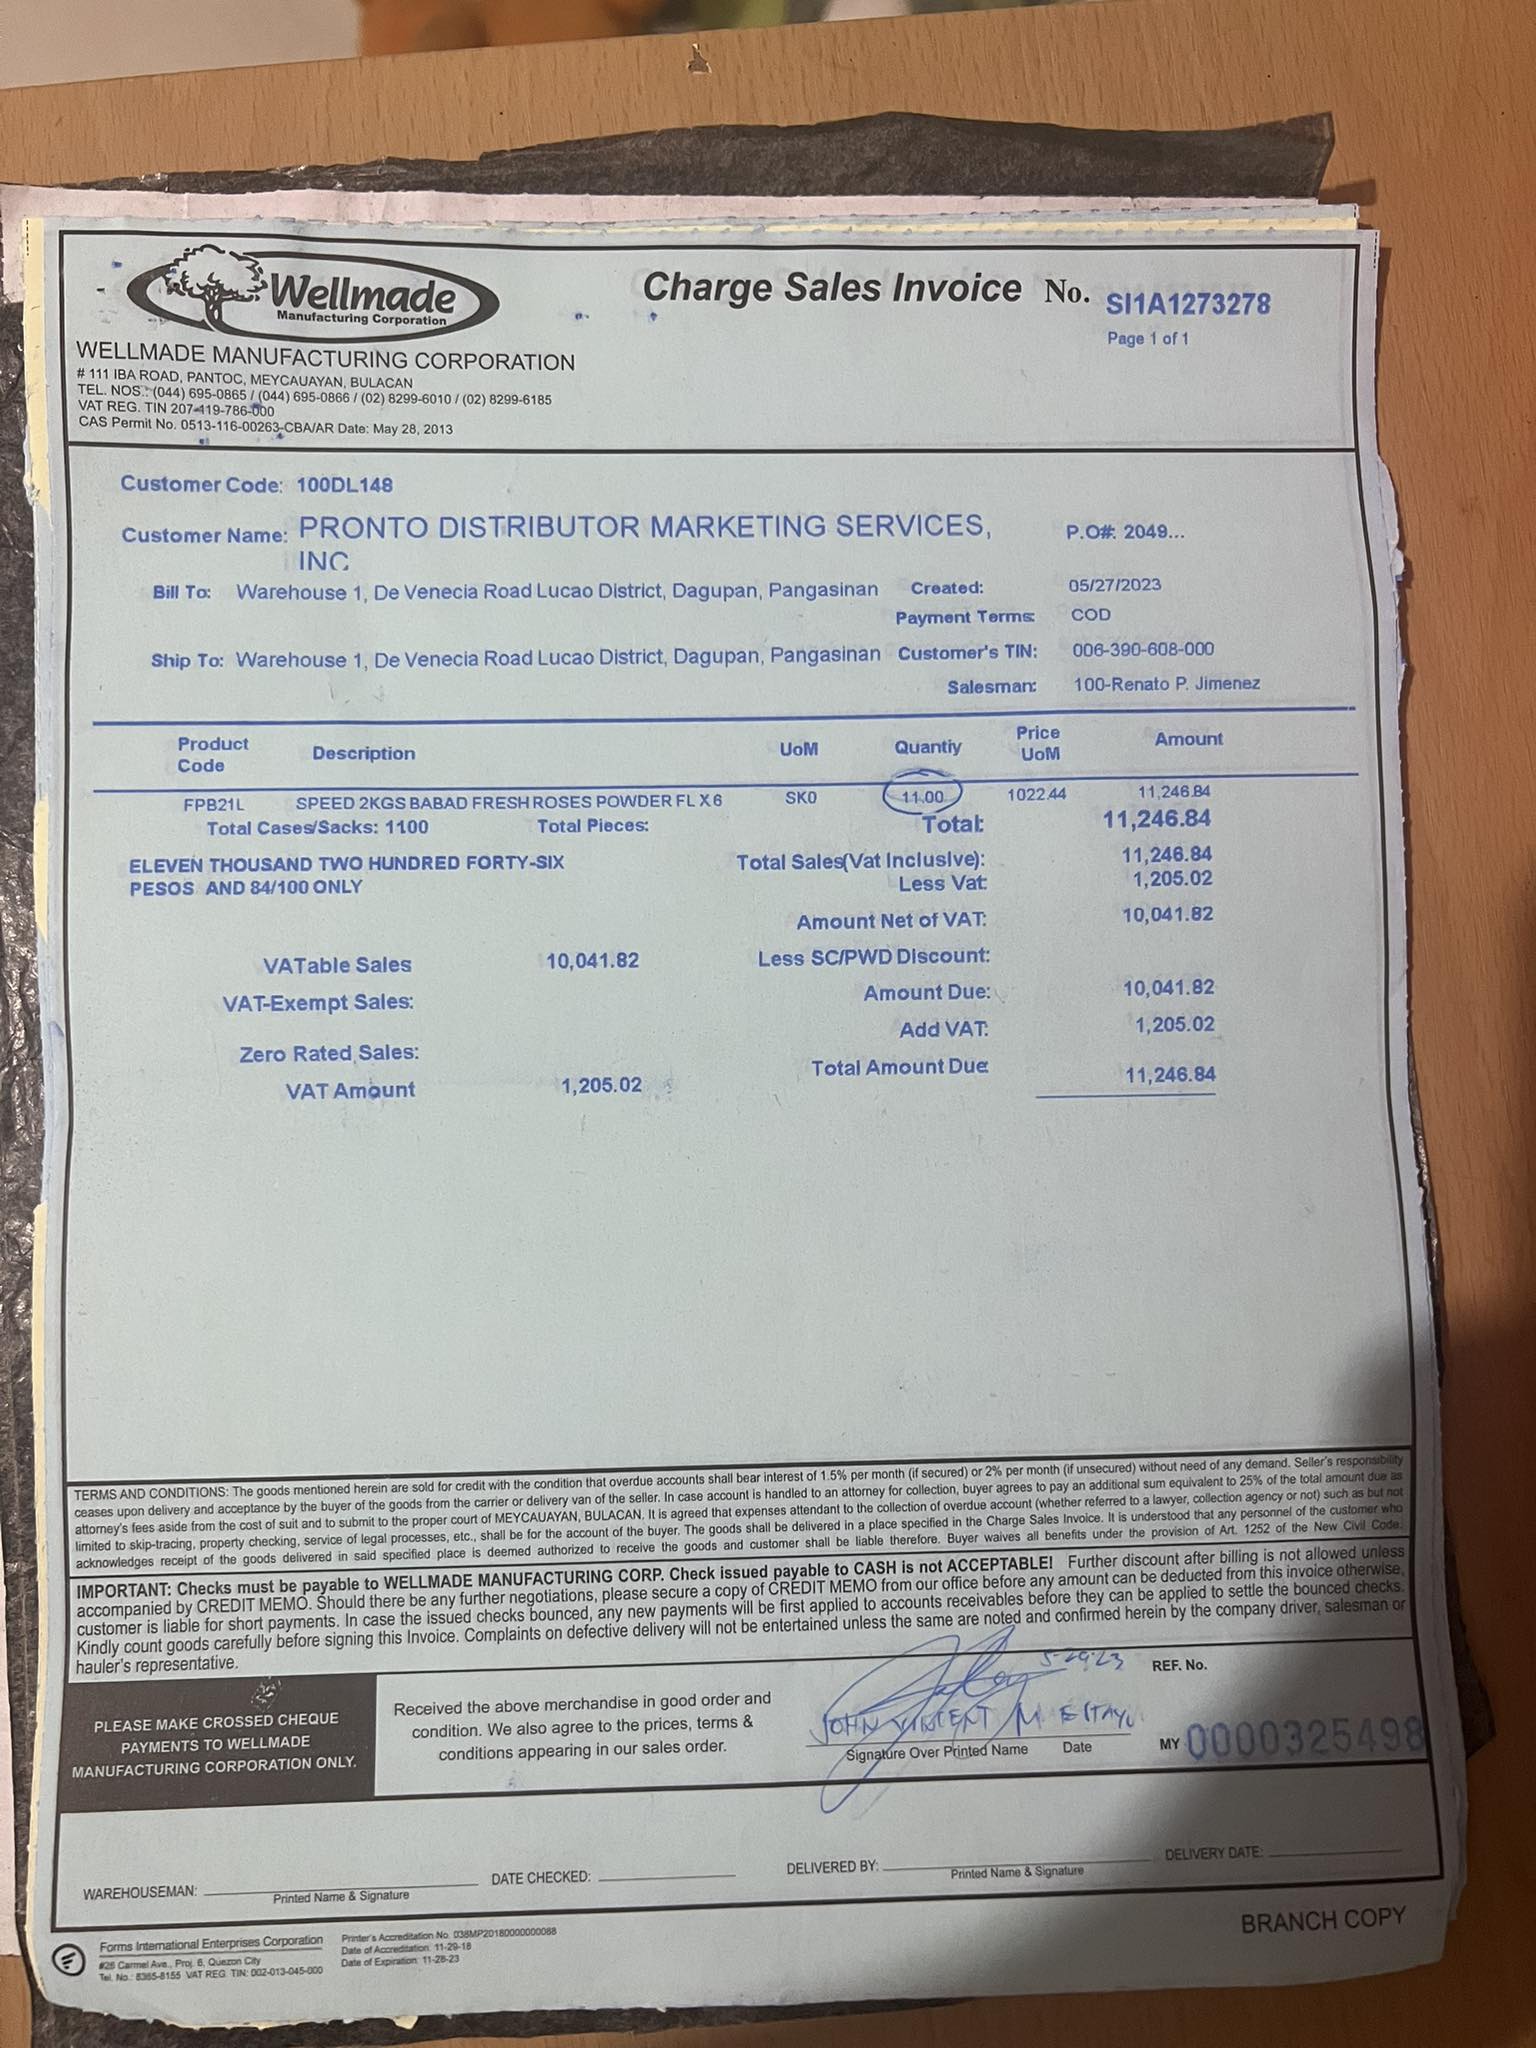 Wellmade
Manufacturing Corporation
Charge Sales Invoice No. SI1A1273278
Page 1 of 1
WELLMADE MANUFACTURING CORPORATION
# 111 IBA ROAD, PANTOC, MEYCAUAYAN, BULACAN
TEL. NOS.: (044) 695-0865 / (044) 695-0866 / (02) 8299-6010 / (02) 8299-6185
VAT REG. TIN 207-419-786-000
CAS Permit No. 0513-116-00263-CBA/AR Date: May 28, 2013
Customer Code: 100DL148
Customer Name: PRONTO DISTRIBUTOR MARKETING SERVICES, P.O#: 2049...
INC
Bill To: Warehouse 1, De Venecia Road Lucao District, Dagupan, Pangasinan Created: 05/27/2023
Payment Terms: COD
Ship To: Warehouse 1, De Venecia Road Lucao District, Dagupan, Pangasinan Customer's TIN: 006-390-608-000
Salesman: 100-Renato P. Jimenez
Product Code Description UoM Quantiy Price UoM Amount
FPB21L SPEED 2KGS BABAD FRESH ROSES POWDER FL X 6 SK0 11.00 1022.44 11,246.84
Total Cases/Sacks: 1100 Total Pieces: Total: 11,246.84
ELEVEN THOUSAND TWO HUNDRED FORTY-SIX Total Sales(Vat Inclusive): 11,246.84
PESOS AND 84/100 ONLY Less Vat: 1,205.02
Amount Net of VAT: 10,041.82
VATable Sales 10,041.82 Less SC/PWD Discount:
VAT-Exempt Sales: Amount Due: 10,041.82
Zero Rated Sales: Add VAT: 1,205.02
VAT Amount 1,205.02 Total Amount Due: 11,246.84
TERMS AND CONDITIONS: The goods mentioned herein are sold for credit with the condition that overdue accounts shall bear interest of 1.5% per month (if secured) or 2% per month (if unsecured) without need of any demand. Seller's responsibility
ceases upon delivery and acceptance by the buyer of the goods from the carrier or delivery van of the seller. In case account is handled to an attorney for collection, buyer agrees to pay an additional sum equivalent to 25% of the total amount due as
attorney's fees aside from the cost of suit and to submit to the proper court of MEYCAUAYAN, BULACAN. It is agreed that expenses attendant to the collection of overdue account (whether referred to a lawyer, collection agency or not) such as but not
limited to skip-tracing, property checking, service of legal processes, etc., shall be for the account of the buyer. The goods shall be delivered in a place specified in the Charge Sales Invoice. It is understood that any personnel of the customer who
acknowledges receipt of the goods delivered in said specified place is deemed authorized to receive the goods and customer shall be liable therefore. Buyer waives all benefits under the provision of Art. 1252 of the New Civil Code.
IMPORTANT: Checks must be payable to WELLMADE MANUFACTURING CORP. Check issued payable to CASH is not ACCEPTABLE! Further discount after billing is not allowed unless
accompanied by CREDIT MEMO. Should there be any further negotiations, please secure a copy of CREDIT MEMO from our office before any amount can be deducted from this invoice otherwise,
customer is liable for short payments. In case the issued checks bounced, any new payments will be first applied to accounts receivables before they can be applied to settle the bounced checks.
Kindly count goods carefully before signing this Invoice. Complaints on defective delivery will not be entertained unless the same are noted and confirmed herein by the company driver, salesman or
hauler's representative.
PLEASE MAKE CROSSED CHEQUE
PAYMENTS TO WELLMADE
MANUFACTURING CORPORATION ONLY.
Received the above merchandise in good order and
condition. We also agree to the prices, terms &
conditions appearing in our sales order.
5-29-23
JOHN VINCENT M
Signature Over Printed Name Date
REF. No.
MY 0000325498
WAREHOUSEMAN:
Printed Name & Signature
DATE CHECKED:
DELIVERED BY:
Printed Name & Signature
DELIVERY DATE:
BRANCH COPY
Forms International Enterprises Corporation
#26 Carmel Ave., Proj. 6, Quezon City
Tel. No.: 8365-8155 VAT REG. TIN: 002-013-045-000
Printer's Accreditation No. 038MP20180000000088
Date of Accreditation: 11-29-18
Date of Expiration: 11-28-23